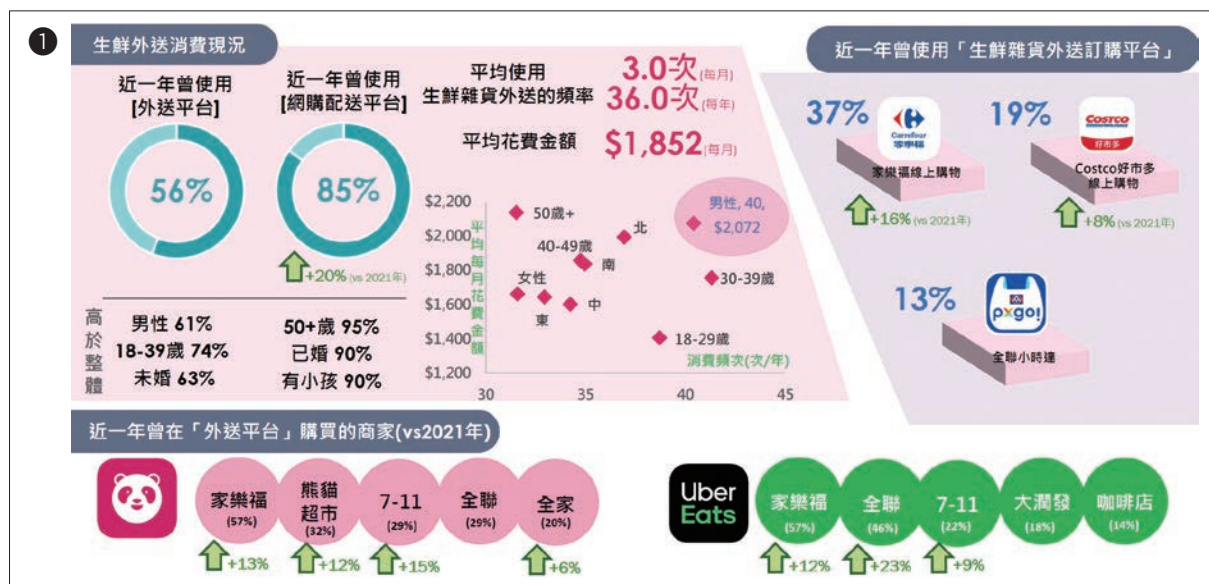 1
生鮮外送消費現況
近一年曾使用
[外送平台]
56%
近一年曾使用
[網購配送平台]
85%
+20% (vs 2021年)
高於整體
男性 61%
18-39歲 74%
未婚 63%
50+歲 95%
已婚 90%
有小孩 90%
平均使用
生鮮雜貨外送的頻率
3.0次(每月)
36.0次(每年)
平均花費金額
$1,852(每月)
平均每月花費金額
$2,200
$2,000
$1,800
$1,600
$1,400
$1,200
50歲+
北
男性, 40,
$2,072
40-49歲
南
女性
30-39歲
東
中
18-29歲
消費頻次(次/年)
30
35
40
45
近一年曾使用「生鮮雜貨外送訂購平台」
37%
Carrefour
家樂福
家樂福線上購物
+16% (vs 2021年)
19%
COSTCO
好市多
Costco好市多
線上購物
+8% (vs 2021年)
13%
pxgo!
全聯小時達
近一年曾在「外送平台」購買的商家(vs2021年)
家樂福
(57%)
+13%
熊貓
超市
(32%)
+12%
7-11
(29%)
+15%
全聯
(29%)
全家
(20%)
+6%
Uber
Eats
家樂福
(57%)
+12%
全聯
(46%)
+23%
7-11
(22%)
+9%
大潤發
(18%)
咖啡店
(14%)